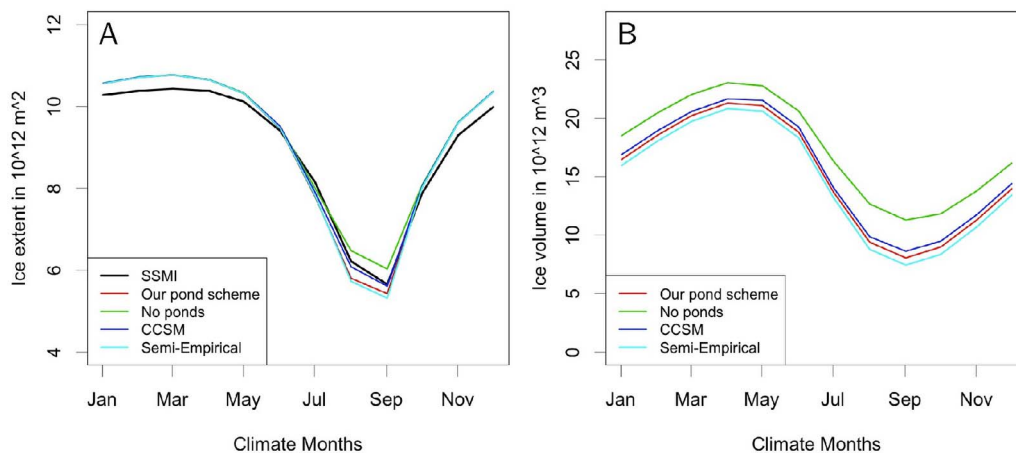 A
Ice extent in 10^12 m^2
12
10
8
6
4
SSMI
Our pond scheme
No ponds
CCSM
Semi-Empirical
Jan
Mar
May
Jul
Sep
Nov
Climate Months
B
Ice volume in 10^12 m^3
25
20
15
10
5
0
Our pond scheme
No ponds
CCSM
Semi-Empirical
Jan
Mar
May
Jul
Sep
Nov
Climate Months